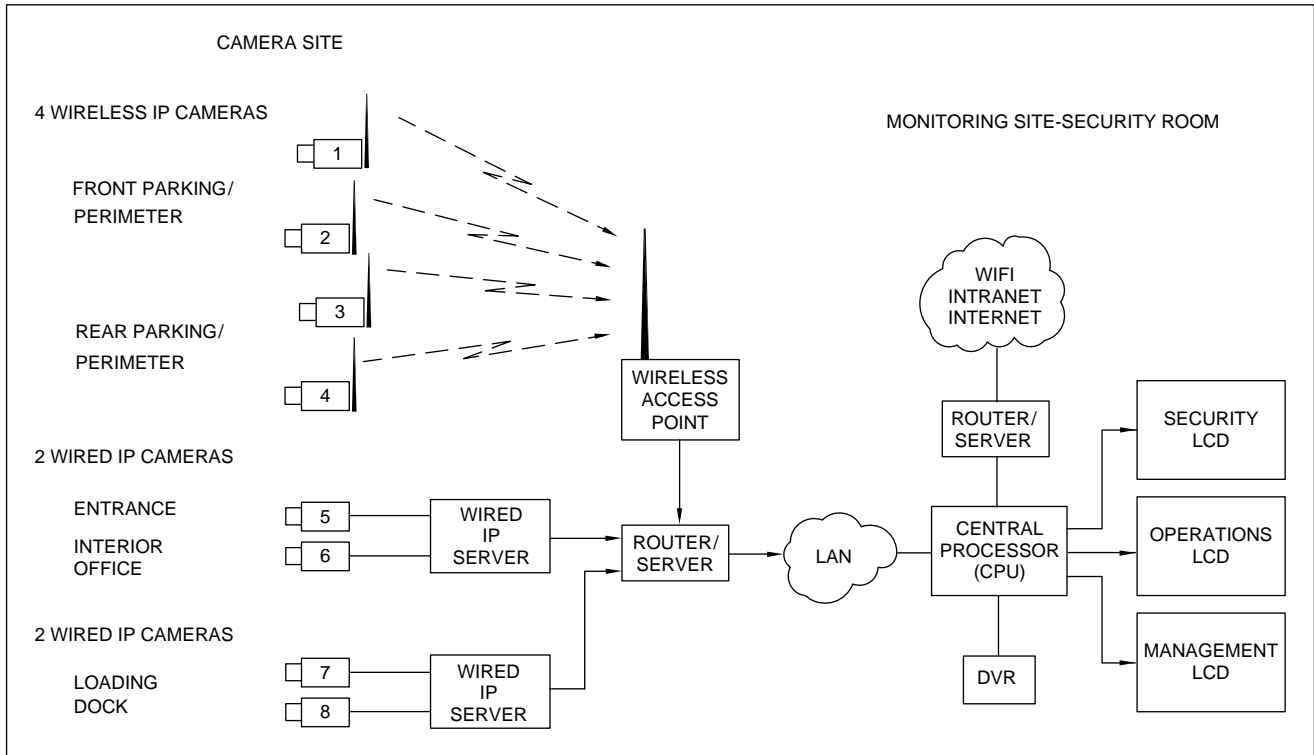 CAMERA SITE
4 WIRELESS IP CAMERAS
MONITORING SITE-SECURITY ROOM
1
FRONT PARKING/
PERIMETER
2
3
REAR PARKING/
PERIMETER
4
WIRELESS
ACCESS
POINT
WIFI
INTRANET
INTERNET
ROUTER/
SERVER
SECURITY
LCD
2 WIRED IP CAMERAS
ENTRANCE
5
INTERIOR
OFFICE
6
WIRED
IP
SERVER
ROUTER/
SERVER
LAN
CENTRAL
PROCESSOR
(CPU)
OPERATIONS
LCD
2 WIRED IP CAMERAS
LOADING
DOCK
7
8
WIRED
IP
SERVER
DVR
MANAGEMENT
LCD